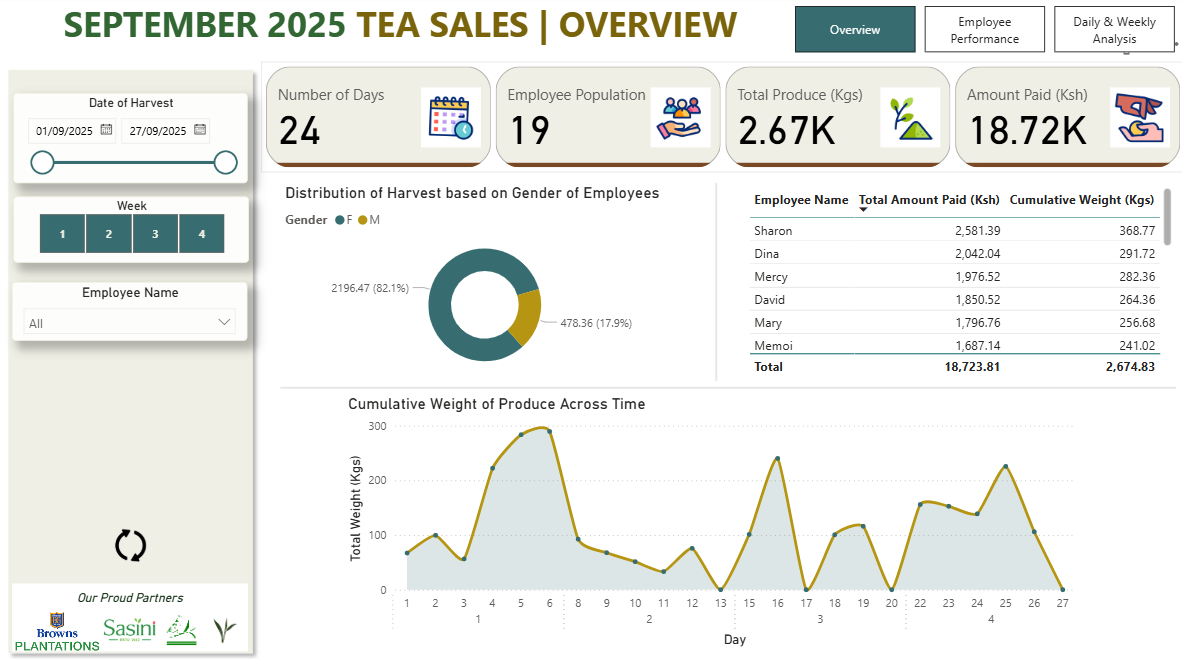 SEPTEMBER 2025 TEA SALES | OVERVIEW
Overview
Employee
Performance
Daily & Weekly
Analysis
Date of Harvest
01/09/2025 27/09/2025
Week
1 2 3 4
Employee Name
All
Our Proud Partners
Browns
PLANTATIONS
Sasini
Number of Days
24
Employee Population
19
Total Produce (Kgs)
2.67K
Amount Paid (Ksh)
18.72K
Distribution of Harvest based on Gender of Employees
Gender F M
2196.47 (82.1%)
478.36 (17.9%)
Employee Name Total Amount Paid (Ksh) Cumulative Weight (Kgs)
Sharon 2,581.39 368.77
Dina 2,042.04 291.72
Mercy 1,976.52 282.36
David 1,850.52 264.36
Mary 1,796.76 256.68
Memoi 1,687.14 241.02
Total 18,723.81 2,674.83
Cumulative Weight of Produce Across Time
Total Weight (Kgs)
300
200
100
0
1 2 3 4 5 6 8 9 10 11 12 13 15 16 17 18 19 20 22 23 24 25 26 27
1 2 3 4
Day